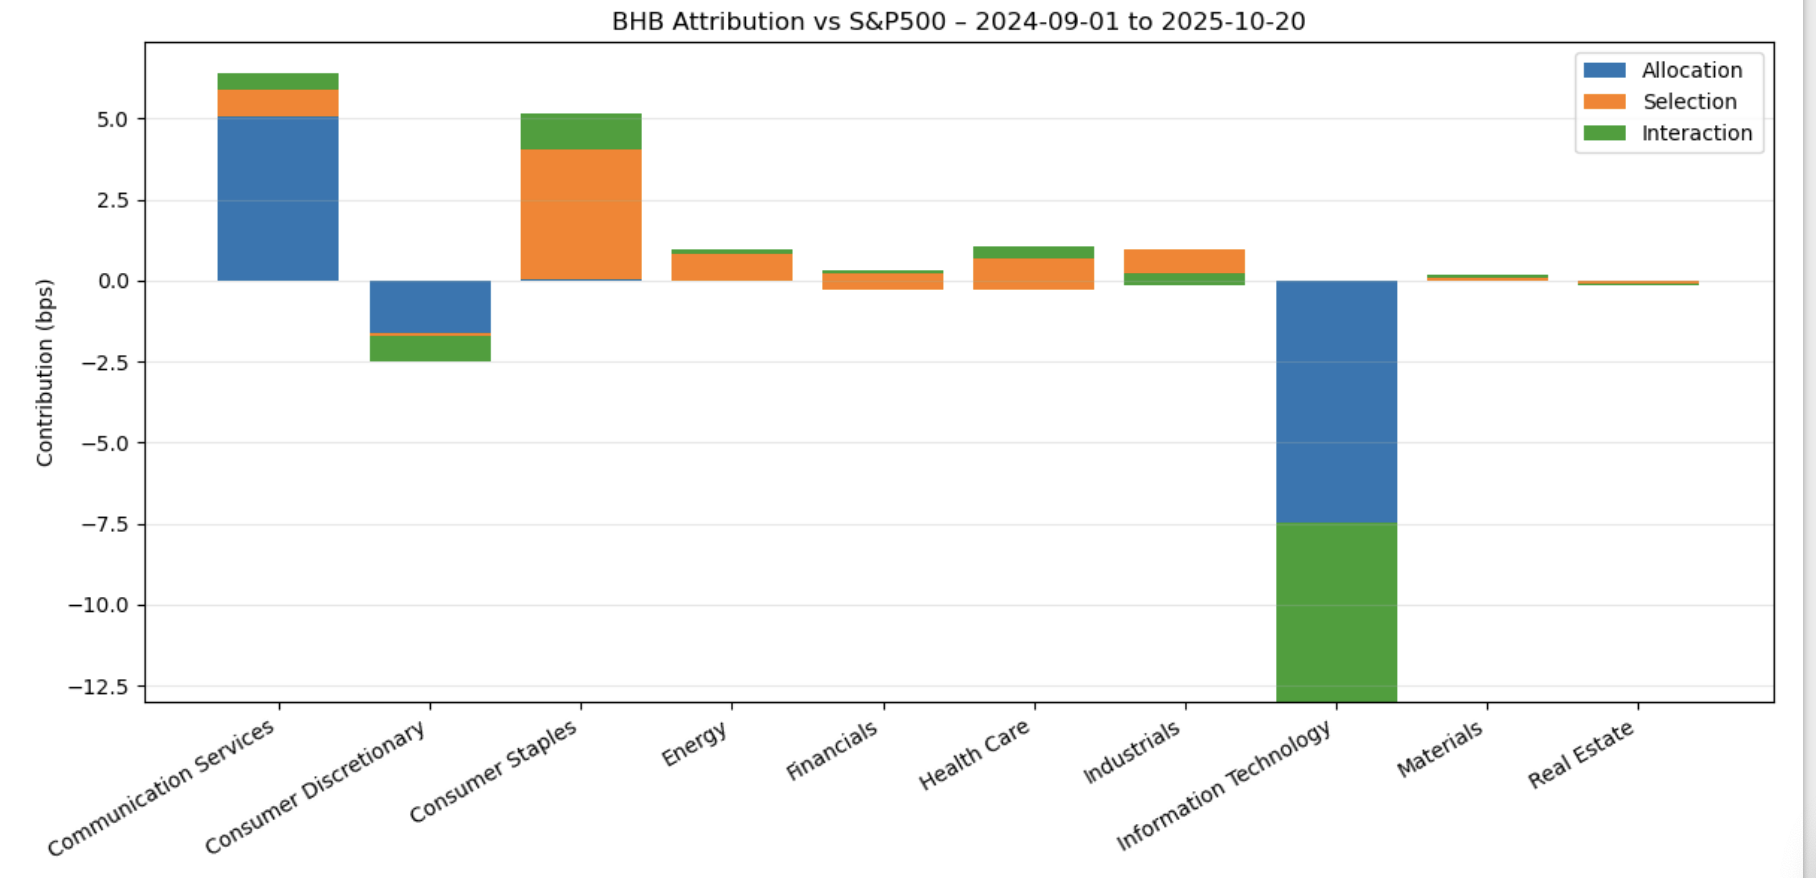 BHB Attribution vs S&P500 – 2024-09-01 to 2025-10-20
Allocation
Selection
Interaction
Contribution (bps)
5.0
2.5
0.0
−2.5
−5.0
−7.5
−10.0
−12.5
Communication Services
Consumer Discretionary
Consumer Staples
Energy
Financials
Health Care
Industrials
Information Technology
Materials
Real Estate